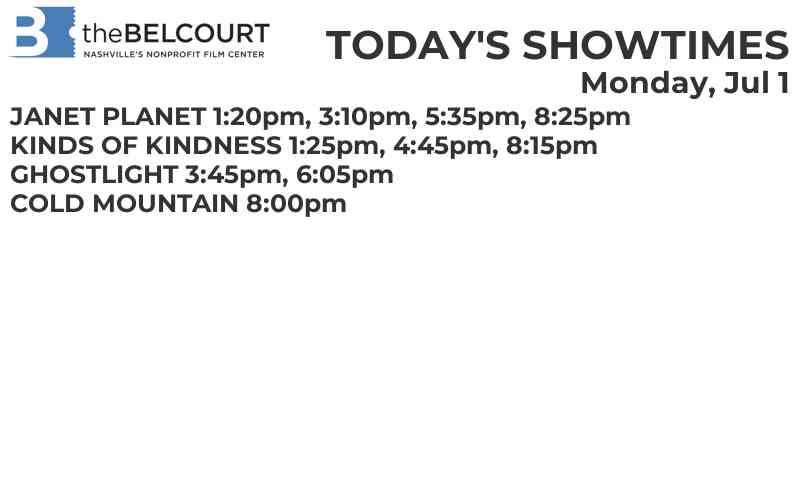 B
theBELCOURT
NASHVILLE'S NONPROFIT FILM CENTER
TODAY'S SHOWTIMES
Monday, Jul 1
JANET PLANET 1:20pm, 3:10pm, 5:35pm, 8:25pm
KINDS OF KINDNESS 1:25pm, 4:45pm, 8:15pm
GHOSTLIGHT 3:45pm, 6:05pm
COLD MOUNTAIN 8:00pm